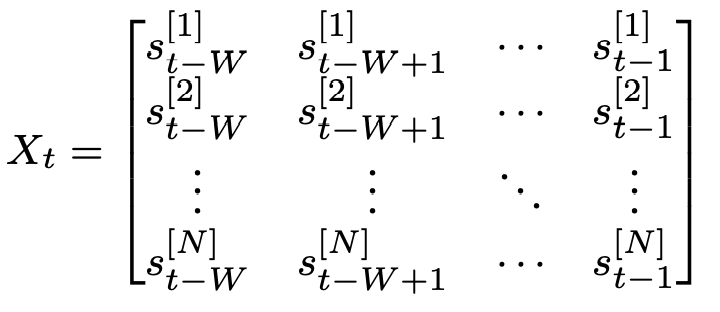 X_t = \begin{bmatrix} s_{t-W}^{[1]} & s_{t-W+1}^{[1]} & \cdots & s_{t-1}^{[1]} \\
s_{t-W}^{[2]} & s_{t-W+1}^{[2]} & \cdots & s_{t-1}^{[2]} \\
\vdots & \vdots & \ddots & \vdots \\
s_{t-W}^{[N]} & s_{t-W+1}^{[N]} & \cdots & s_{t-1}^{[N]} \end{bmatrix}